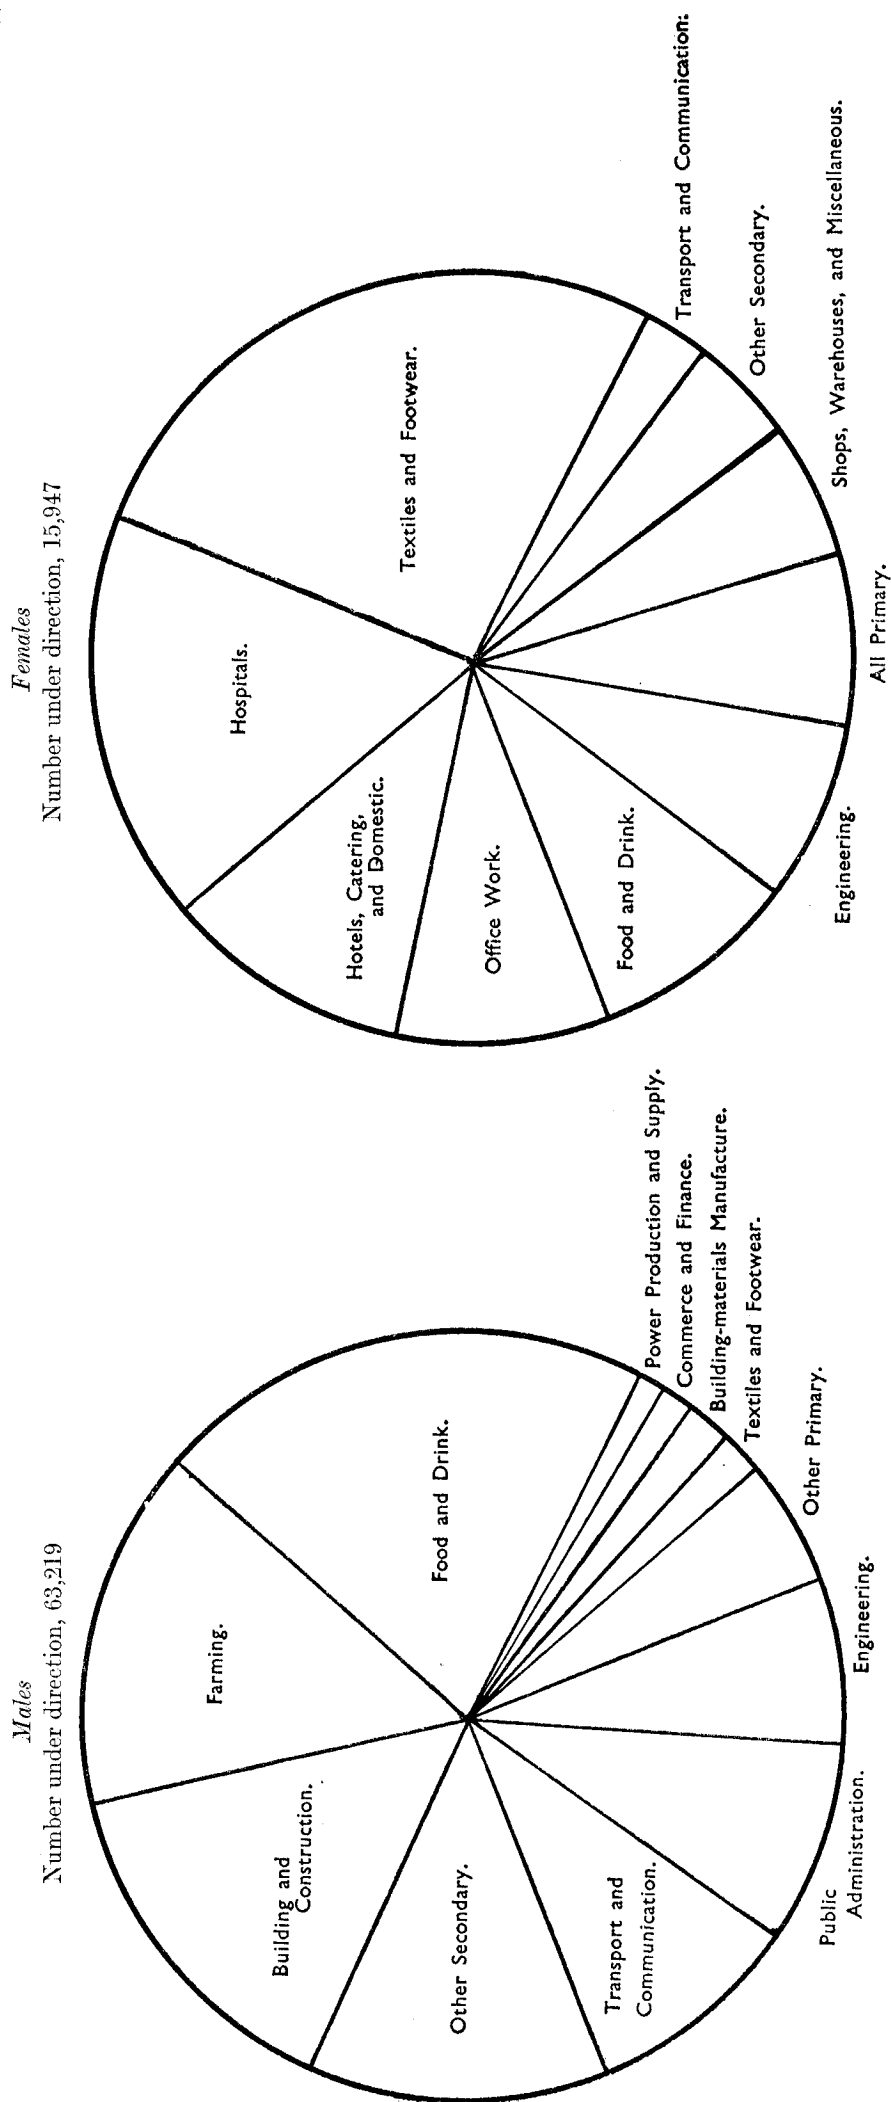 Males
Number under direction, 63,219
Farming.
Food and Drink.
Building and
Construction.
Other Secondary.
Transport and
Communication.
Public
Administration.
Engineering.
Other Primary.
Textiles and Footwear.
Building-materials Manufacture.
Commerce and Finance.
Power Production and Supply.
Females
Number under direction, 15,947
Hospitals.
Textiles and Footwear.
Hotels, Catering,
and Domestic.
Office Work.
Food and Drink.
Engineering.
All Primary.
Shops, Warehouses, and Miscellaneous.
Other Secondary.
Transport and Communication.